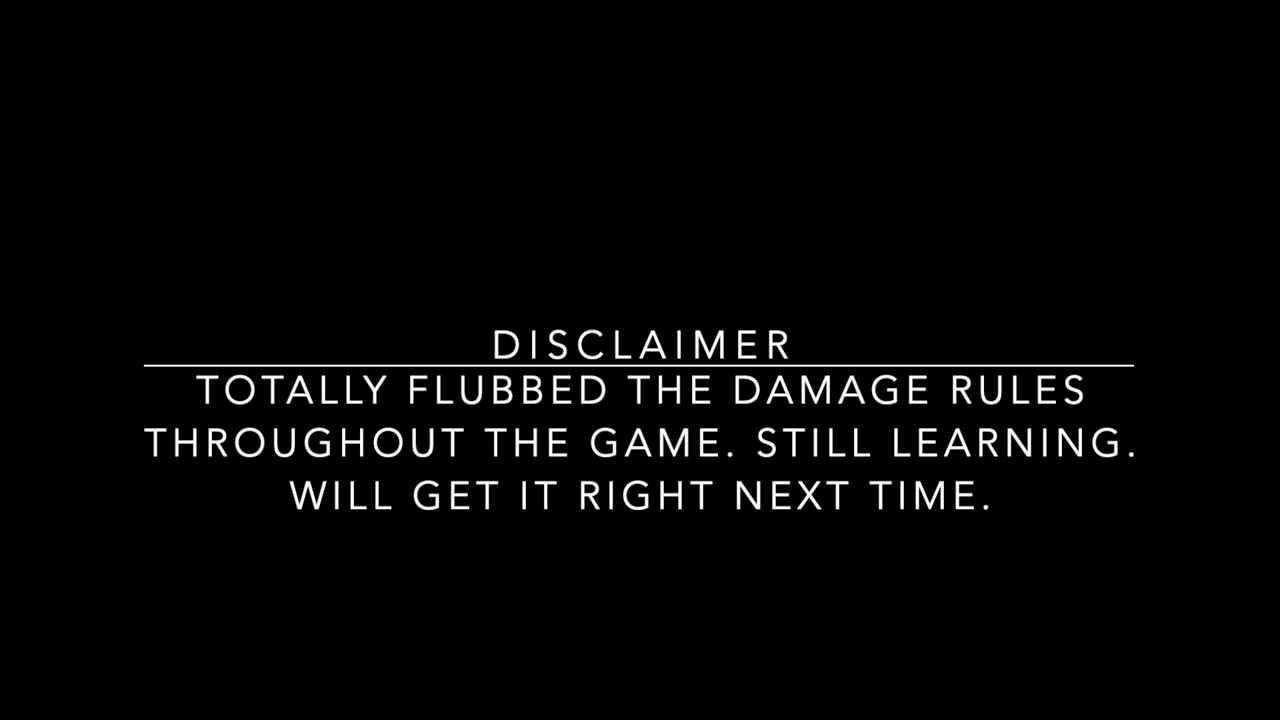 DISCLAIMER
TOTALLY FLUBBED THE DAMAGE RULES
THROUGHOUT THE GAME. STILL LEARNING.
WILL GET IT RIGHT NEXT TIME.